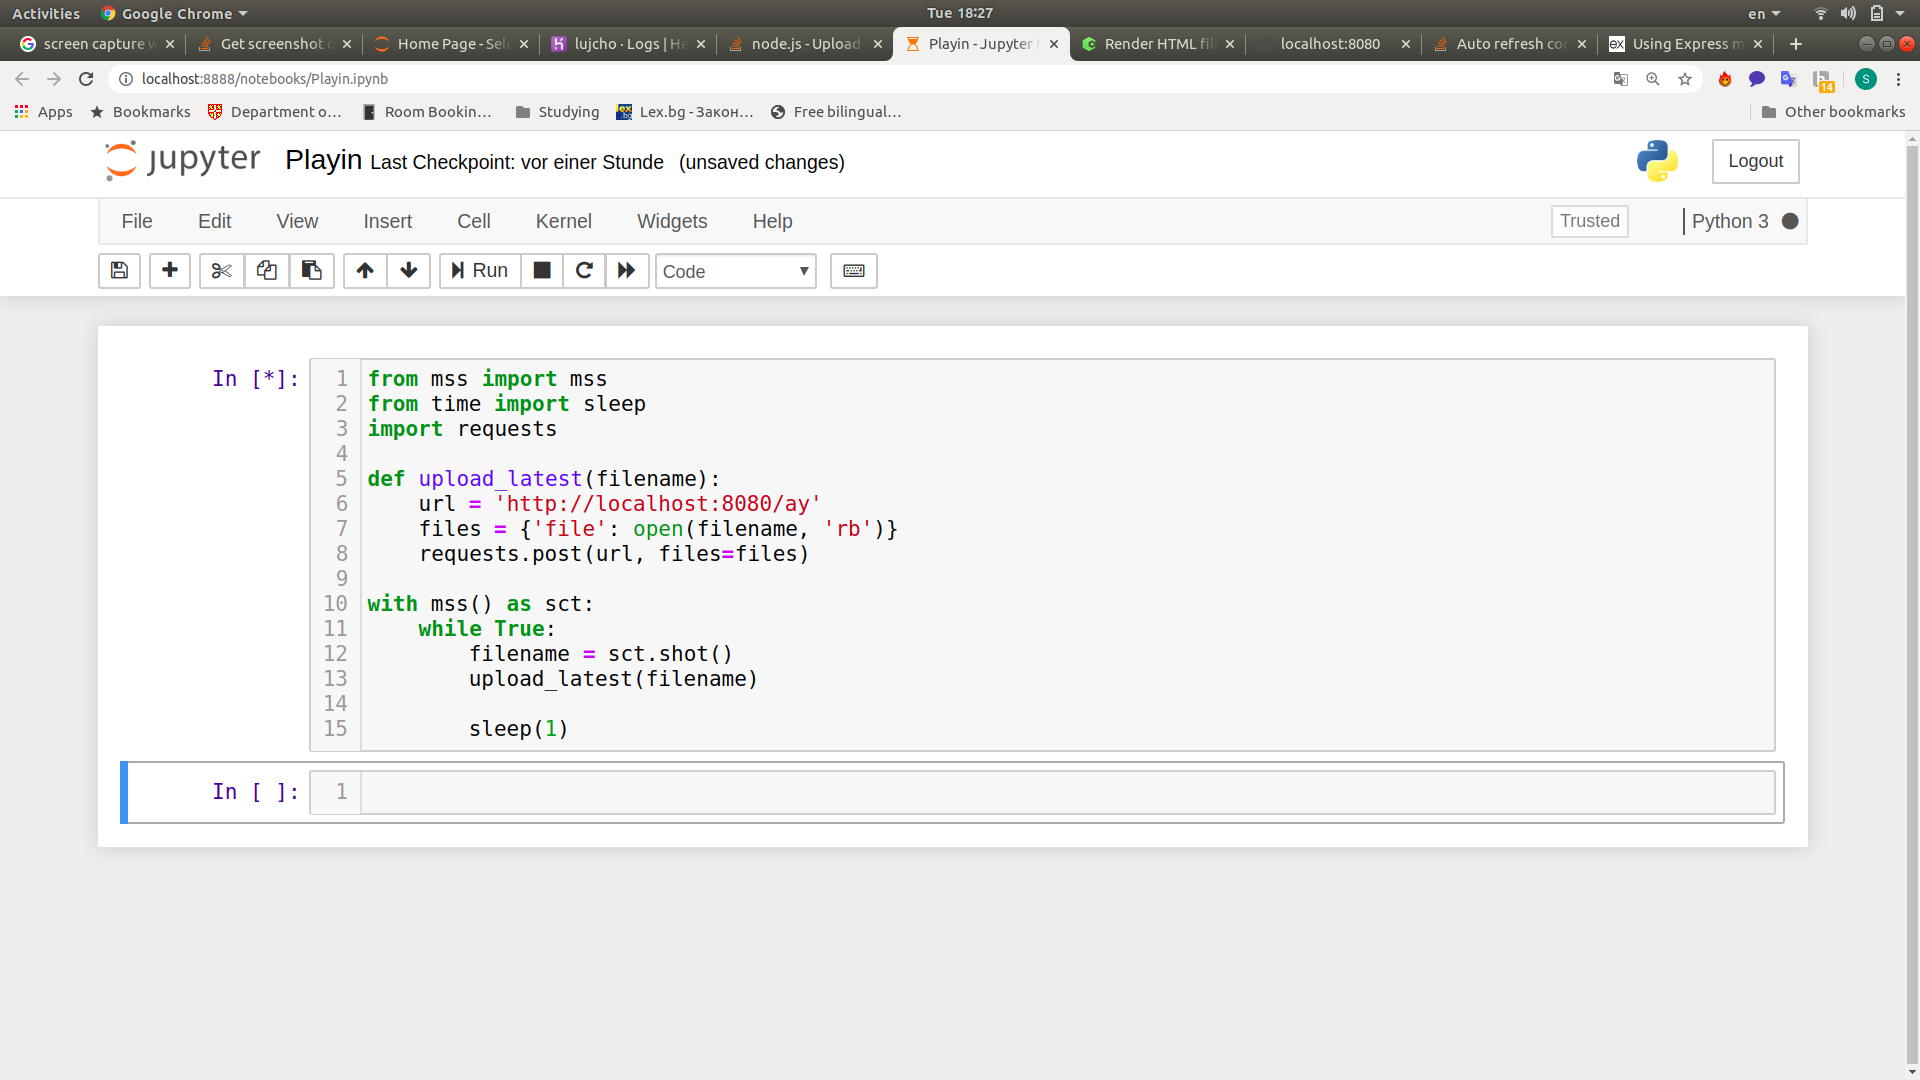 Activities Google Chrome Tue 18:27 en
screen capture w Get screenshot o Home Page - Sele lujcho · Logs | He node.js - Upload Playin - Jupyter N Render HTML fil localhost:8080 Auto refresh co Using Express m
localhost:8888/notebooks/Playin.ipynb 14 S
Apps Bookmarks Department o... Room Bookin... Studying Lex.bg - Закон... Free bilingual... Other bookmarks
jupyter Playin Last Checkpoint: vor einer Stunde (unsaved changes) Logout
File Edit View Insert Cell Kernel Widgets Help Trusted Python 3
Run Code
In [*]:
1 from mss import mss
2 from time import sleep
3 import requests
4
5 def upload_latest(filename):
6     url = 'http://localhost:8080/ay'
7     files = {'file': open(filename, 'rb')}
8     requests.post(url, files=files)
9
10 with mss() as sct:
11     while True:
12         filename = sct.shot()
13         upload_latest(filename)
14
15         sleep(1)
In [ ]: 1